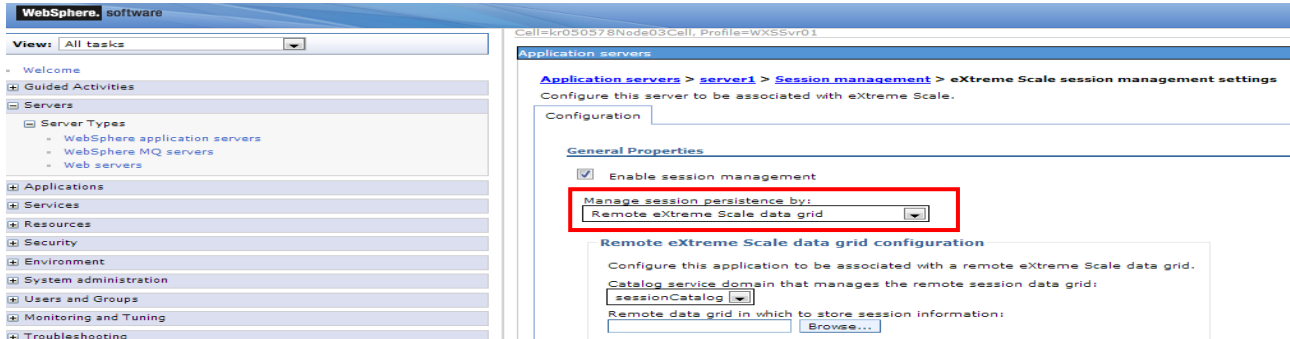 WebSphere. software
View: All tasks
Welcome
Guided Activities
Servers
Server Types
WebSphere application servers
WebSphere MQ servers
Web servers
Applications
Services
Resources
Security
Environment
System administration
Users and Groups
Monitoring and Tuning
Troubleshooting
Cell=kr050578Node03Cell, Profile=WXSSvr01
Application servers
Application servers > server1 > Session management > eXtreme Scale session management settings
Configure this server to be associated with eXtreme Scale.
Configuration
General Properties
Enable session management
Manage session persistence by:
Remote eXtreme Scale data grid
Remote eXtreme Scale data grid configuration
Configure this application to be associated with a remote eXtreme Scale data grid.
Catalog service domain that manages the remote session data grid:
sessionCatalog
Remote data grid in which to store session information:
Browse...